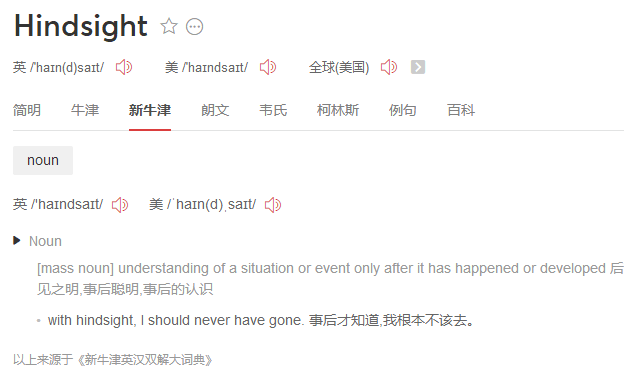 Hindsight
英 /'haɪn(d)saɪt/ 美 /'haɪndsaɪt/ 全球(美国)
简明 牛津 新牛津 朗文 韦氏 柯林斯 例句 百科
noun
英 /'haɪndsaɪt/ 美 /ˈhaɪn(d)ˌsaɪt/
Noun
[mass noun] understanding of a situation or event only after it has happened or developed 后
见之明,事后聪明,事后的认识
with hindsight, I should never have gone. 事后才知道,我根本不该去。
以上来源于《新牛津英汉双解大词典》